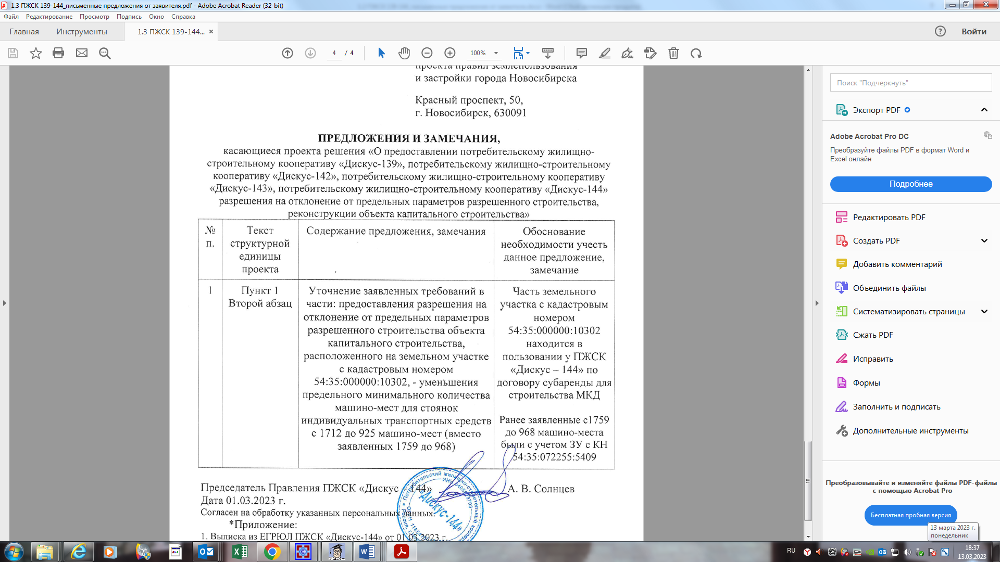 1.3 ПЖСК 139-144_письменные предложения от заявителя.pdf - Adobe Acrobat Reader (32-bit)
Файл Редактирование Просмотр Подпись Окно Справка
Главная Инструменты 1.3 ПЖСК 139-144... × Войти
4 / 4 100%
проекта правил землепользования
и застройки города Новосибирска
Красный проспект, 50,
г. Новосибирск, 630091
ПРЕДЛОЖЕНИЯ И ЗАМЕЧАНИЯ,
касающиеся проекта решения «О предоставлении потребительскому жилищно-
строительному кооперативу «Дискус-139», потребительскому жилищно-строительному
кооперативу «Дискус-142», потребительскому жилищно-строительному кооперативу
«Дискус-143», потребительскому жилищно-строительному кооперативу «Дискус-144»
разрешения на отклонение от предельных параметров разрешенного строительства,
реконструкции объекта капитального строительства»
№
п.
Текст
структурной
единицы
проекта
Содержание предложения, замечания
Обоснование
необходимости учесть
данное предложение,
замечание
1
Пункт 1
Второй абзац
Уточнение заявленных требований в
части: предоставления разрешения на
отклонение от предельных параметров
разрешенного строительства объекта
капитального строительства,
расположенного на земельном участке
с кадастровым номером
54:35:000000:10302, - уменьшения
предельного минимального количества
машино-мест для стоянок
индивидуальных транспортных средств
с 1712 до 925 машино-мест (вместо
заявленных 1759 до 968)
Часть земельного
участка с кадастровым
номером
54:35:000000:10302
находится в
пользовании у ПЖСК
«Дискус – 144» по
договору субаренды для
строительства МКД
Ранее заявленные с1759
до 968 машино-места
были с учетом ЗУ с КН
54:35:072255:5409
Председатель Правления ПЖСК «Дискус – 144» А. В. Солнцев
Дата 01.03.2023 г.
Согласен на обработку указанных персональных данных.
*Приложение:
1. Выписка из ЕГРЮЛ ПЖСК «Дискус-144» от 01.03.2023 г.
Потребительский жилищно-строительный
«Дискус-144»
Поиск "Подчеркнуть"
Экспорт PDF
Adobe Acrobat Pro DC
Преобразуйте файлы PDF в формат Word и
Excel онлайн
Подробнее
Редактировать PDF
Создать PDF
Добавить комментарий
Объединить файлы
Систематизировать страницы
Сжать PDF
Исправить
Формы
Заполнить и подписать
Дополнительные инструменты
Преобразовывайте и изменяйте файлы PDF-файлы
с помощью Acrobat Pro
Бесплатная пробная версия
13 марта 2023 г.
понедельник
RU
18:37
13.03.2023